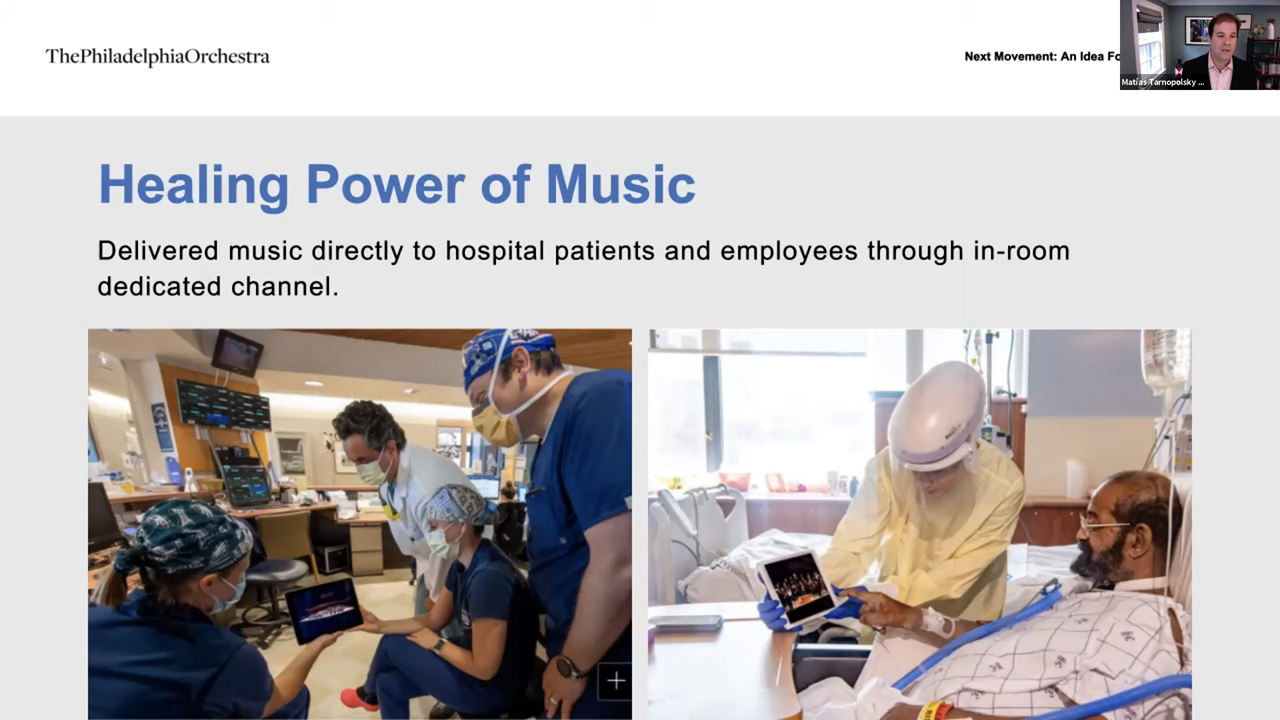 ThePhiladelphiaOrchestra
Next Movement: An Idea Fo
Matías Tarnopolsky ...
Healing Power of Music
Delivered music directly to hospital patients and employees through in-room
dedicated channel.